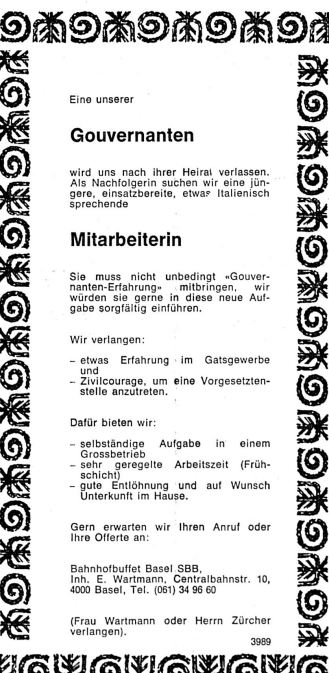 Eine unserer
Gouvernanten
wird uns nach ihrer Heirat verlassen.
Als Nachfolgerin suchen wir eine jün-
gere, einsatzbereite, etwas Italienisch
sprechende
Mitarbeiterin
Sie muss nicht unbedingt «Gouver-
nanten-Erfahrung» mitbringen, wir
würden sie gerne in diese neue Auf-
gabe sorgfältig einführen.
Wir verlangen:
– etwas Erfahrung im Gatsgewerbe
und
– Zivilcourage, um eine Vorgesetzten-
stelle anzutreten.
Dafür bieten wir:
– selbständige Aufgabe in einem
Grossbetrieb
– sehr geregelte Arbeitszeit (Früh-
schicht)
– gute Entlöhnung und auf Wunsch
Unterkunft im Hause.
Gern erwarten wir Ihren Anruf oder
Ihre Offerte an:
Bahnhofbuffet Basel SBB,
Inh. E. Wartmann, Centralbahnstr. 10,
4000 Basel, Tel. (061) 34 96 60
(Frau Wartmann oder Herrn Zürcher
verlangen).
3989